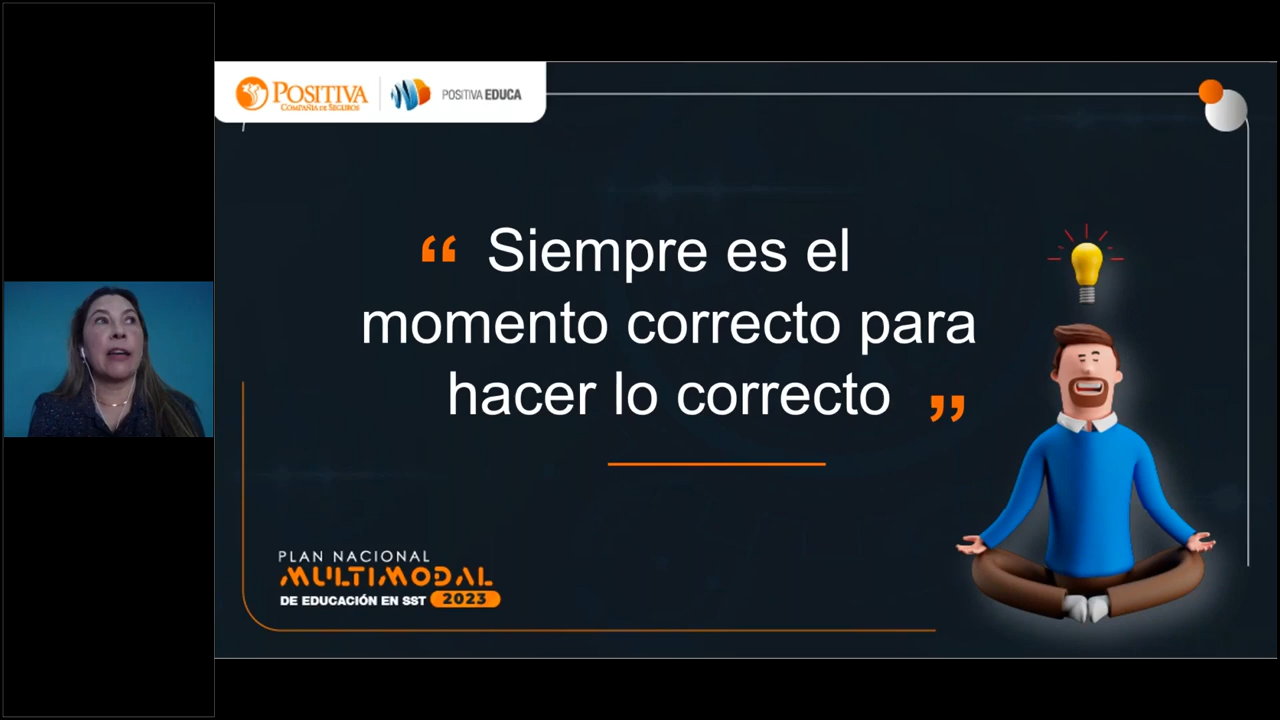 POSITIVA
COMPAÑÍA DE SEGUROS
POSITIVA EDUCA
“ Siempre es el
momento correcto para
hacer lo correcto ”
PLAN NACIONAL
MULTIMODAL
DE EDUCACIÓN EN SST 2023